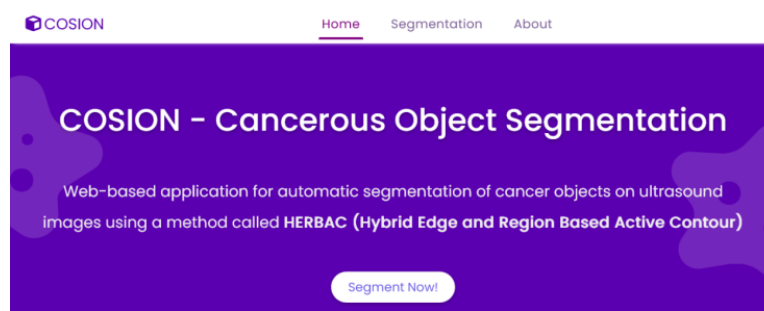 COSION
Home Segmentation About
COSION - Cancerous Object Segmentation
Web-based application for automatic segmentation of cancer objects on ultrasound
images using a method called HERBAC (Hybrid Edge and Region Based Active Contour)
Segment Now!